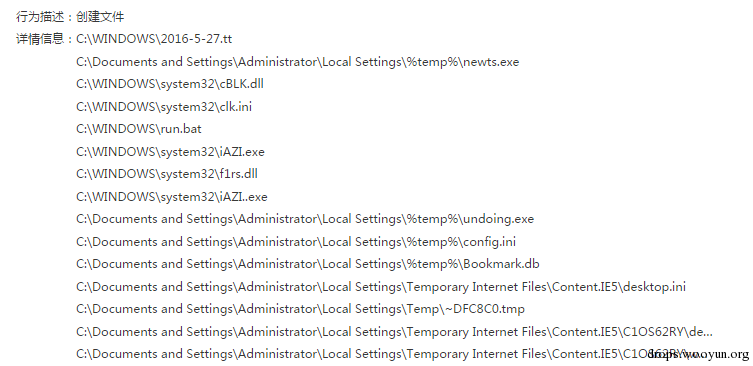 行为描述：创建文件
详情信息：C:\WINDOWS\2016-5-27.tt
C:\Documents and Settings\Administrator\Local Settings\%temp%\newts.exe
C:\WINDOWS\system32\cBLK.dll
C:\WINDOWS\system32\clk.ini
C:\WINDOWS\run.bat
C:\WINDOWS\system32\iAZI.exe
C:\WINDOWS\system32\f1rs.dll
C:\WINDOWS\system32\iAZI..exe
C:\Documents and Settings\Administrator\Local Settings\%temp%\undoing.exe
C:\Documents and Settings\Administrator\Local Settings\%temp%\config.ini
C:\Documents and Settings\Administrator\Local Settings\%temp%\Bookmark.db
C:\Documents and Settings\Administrator\Local Settings\Temporary Internet Files\Content.IE5\desktop.ini
C:\Documents and Settings\Administrator\Local Settings\Temp\~DFC8C0.tmp
C:\Documents and Settings\Administrator\Local Settings\Temporary Internet Files\Content.IE5\C1OS62RY\de...
C:\Documents and Settings\Administrator\Local Settings\Temporary Internet Files\Content.IE5\C1OS62RY\
drops.wooyun.org